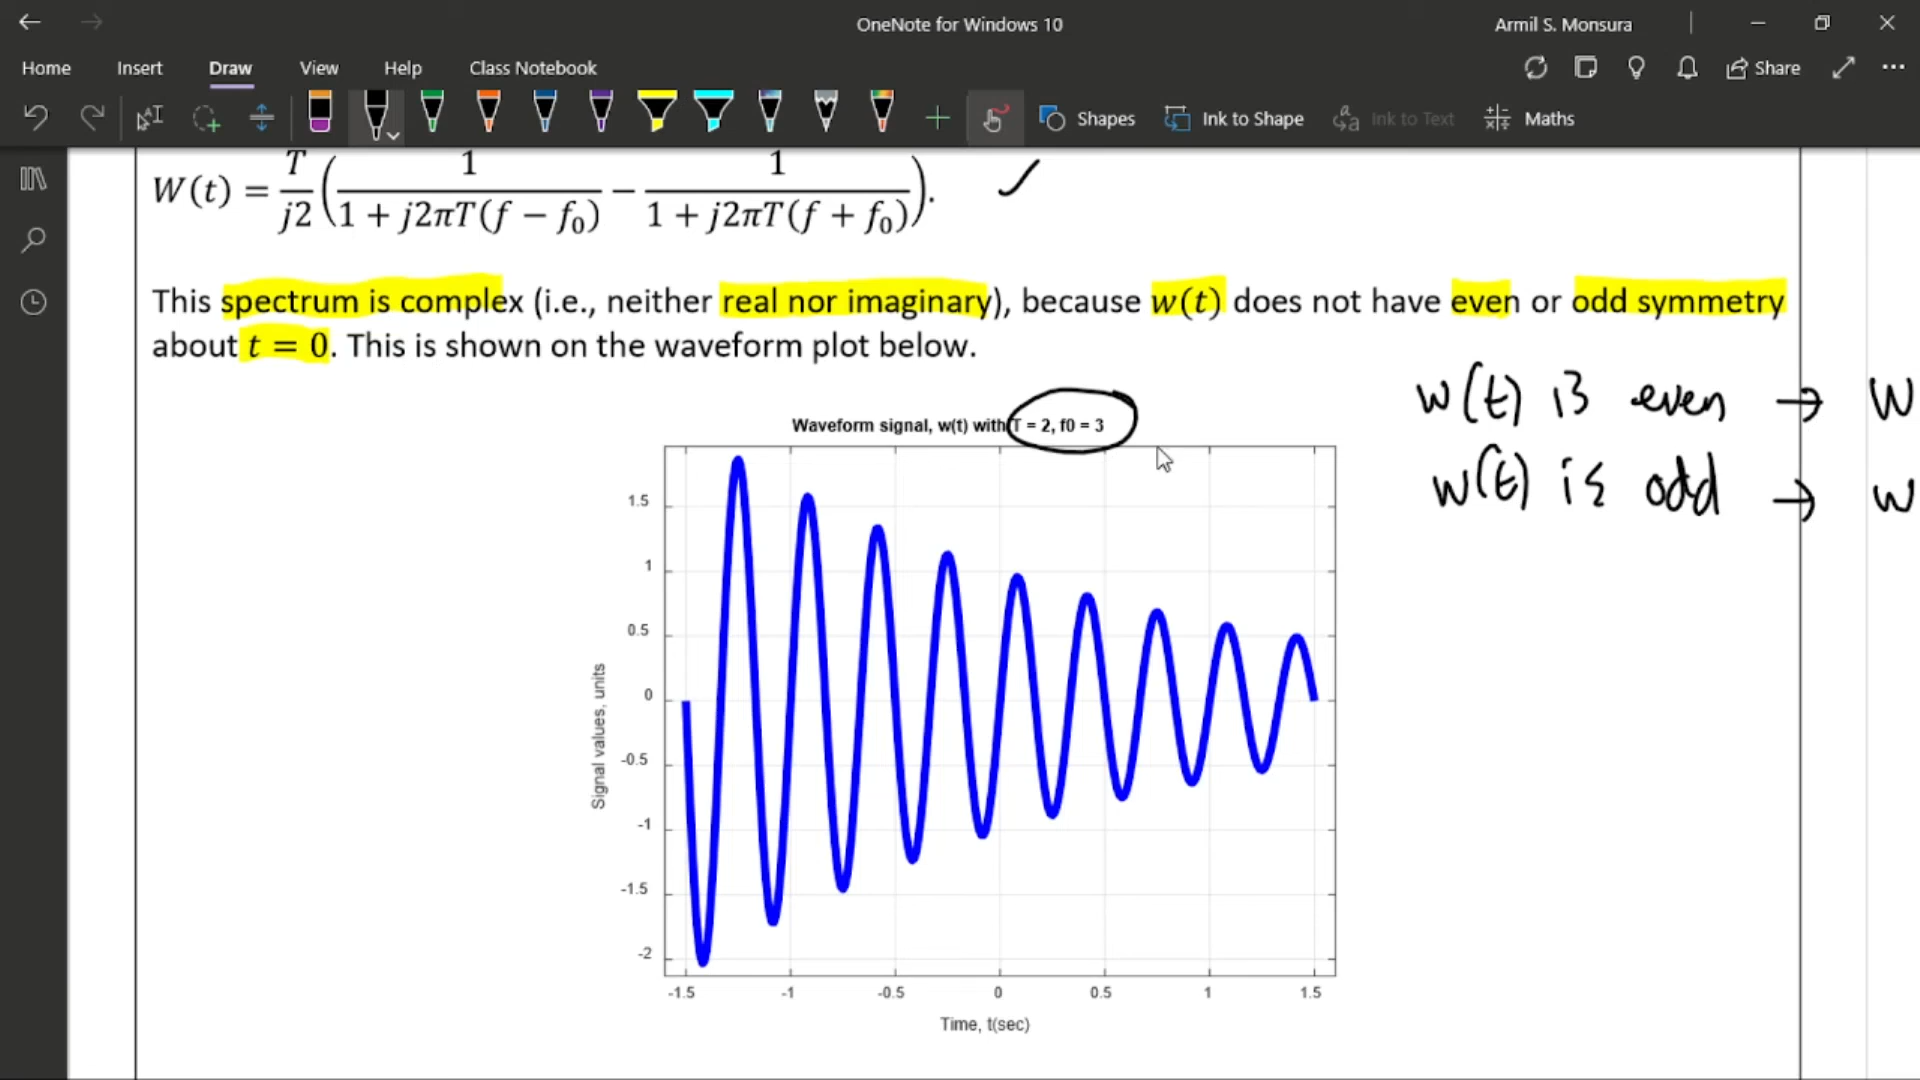 OneNote for Windows 10
Armil S. Monsura
Home Insert Draw View Help Class Notebook
Share
Shapes Ink to Shape Ink to Text Maths
W(t) = T/j2 (1/(1 + j2πT(f − f₀)) − 1/(1 + j2πT(f + f₀))).
This spectrum is complex (i.e., neither real nor imaginary), because w(t) does not have even or odd symmetry
about t = 0. This is shown on the waveform plot below.
w(t) is even → W
w(t) is odd → W
Waveform signal, w(t) with T = 2, f0 = 3
1.5
1
0.5
0
-0.5
-1
-1.5
-2
Signal values, units
-1.5 -1 -0.5 0 0.5 1 1.5
Time, t(sec)